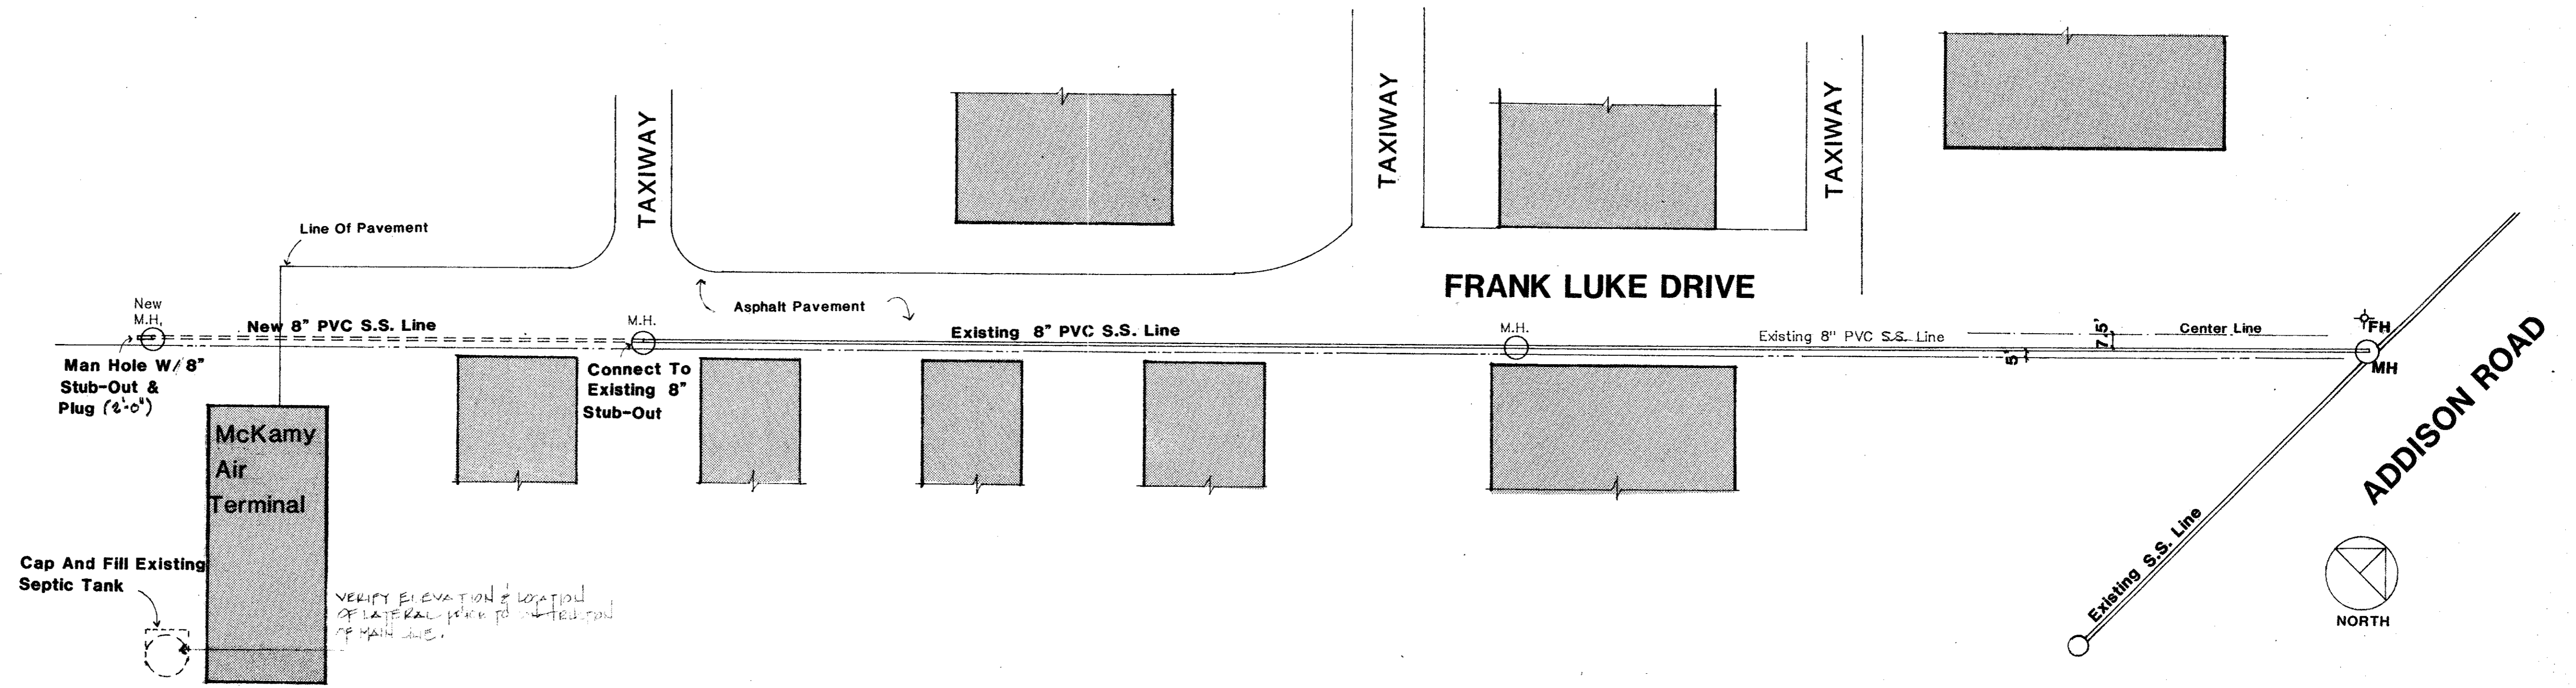 TAXIWAY
TAXIWAY
TAXIWAY
Line Of Pavement
FRANK LUKE DRIVE
New
M.H.
New 8" PVC S.S. Line
M.H.
Asphalt Pavement
Existing 8" PVC S.S. Line
M.H.
Existing 8" PVC S.S. Line
7.5'
5'
Center Line
FH
MH
ADDISON ROAD
Man Hole W/ 8"
Stub-Out &
Plug (2'-0")
Connect To
Existing 8"
Stub-Out
McKamy
Air
Terminal
Cap And Fill Existing
Septic Tank
VERIFY ELEVATION & LOCATION
OF LATERAL prior to
OF MAIN LINE.
Existing S.S. Line
NORTH